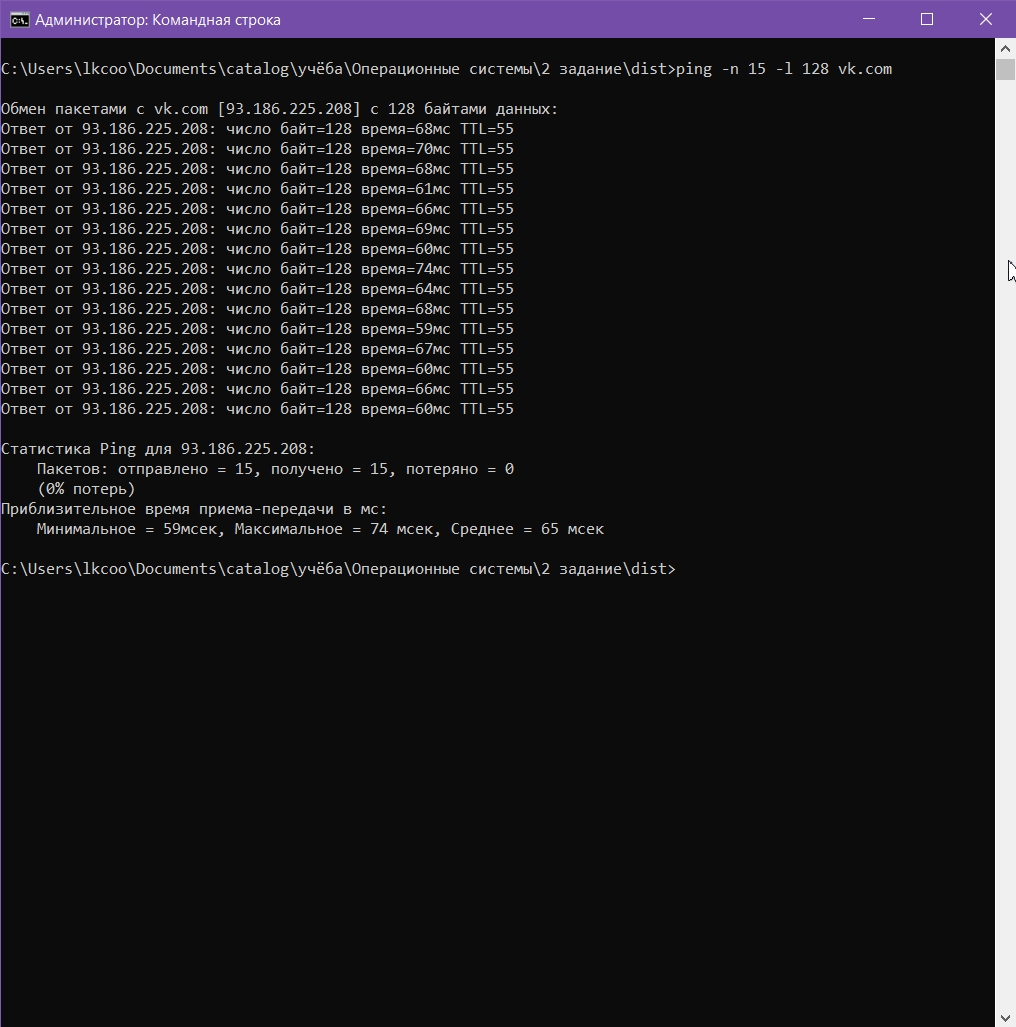 Администратор: Командная строка
C:\Users\lkcoo\Documents\catalog\учёба\Операционные системы\2 задание\dist>ping -n 15 -l 128 vk.com
Обмен пакетами с vk.com [93.186.225.208] с 128 байтами данных:
Ответ от 93.186.225.208: число байт=128 время=68мс TTL=55
Ответ от 93.186.225.208: число байт=128 время=70мс TTL=55
Ответ от 93.186.225.208: число байт=128 время=68мс TTL=55
Ответ от 93.186.225.208: число байт=128 время=61мс TTL=55
Ответ от 93.186.225.208: число байт=128 время=66мс TTL=55
Ответ от 93.186.225.208: число байт=128 время=69мс TTL=55
Ответ от 93.186.225.208: число байт=128 время=60мс TTL=55
Ответ от 93.186.225.208: число байт=128 время=74мс TTL=55
Ответ от 93.186.225.208: число байт=128 время=64мс TTL=55
Ответ от 93.186.225.208: число байт=128 время=68мс TTL=55
Ответ от 93.186.225.208: число байт=128 время=59мс TTL=55
Ответ от 93.186.225.208: число байт=128 время=67мс TTL=55
Ответ от 93.186.225.208: число байт=128 время=60мс TTL=55
Ответ от 93.186.225.208: число байт=128 время=66мс TTL=55
Ответ от 93.186.225.208: число байт=128 время=60мс TTL=55
Статистика Ping для 93.186.225.208:
Пакетов: отправлено = 15, получено = 15, потеряно = 0
(0% потерь)
Приблизительное время приема-передачи в мс:
Минимальное = 59мсек, Максимальное = 74 мсек, Среднее = 65 мсек
C:\Users\lkcoo\Documents\catalog\учёба\Операционные системы\2 задание\dist>